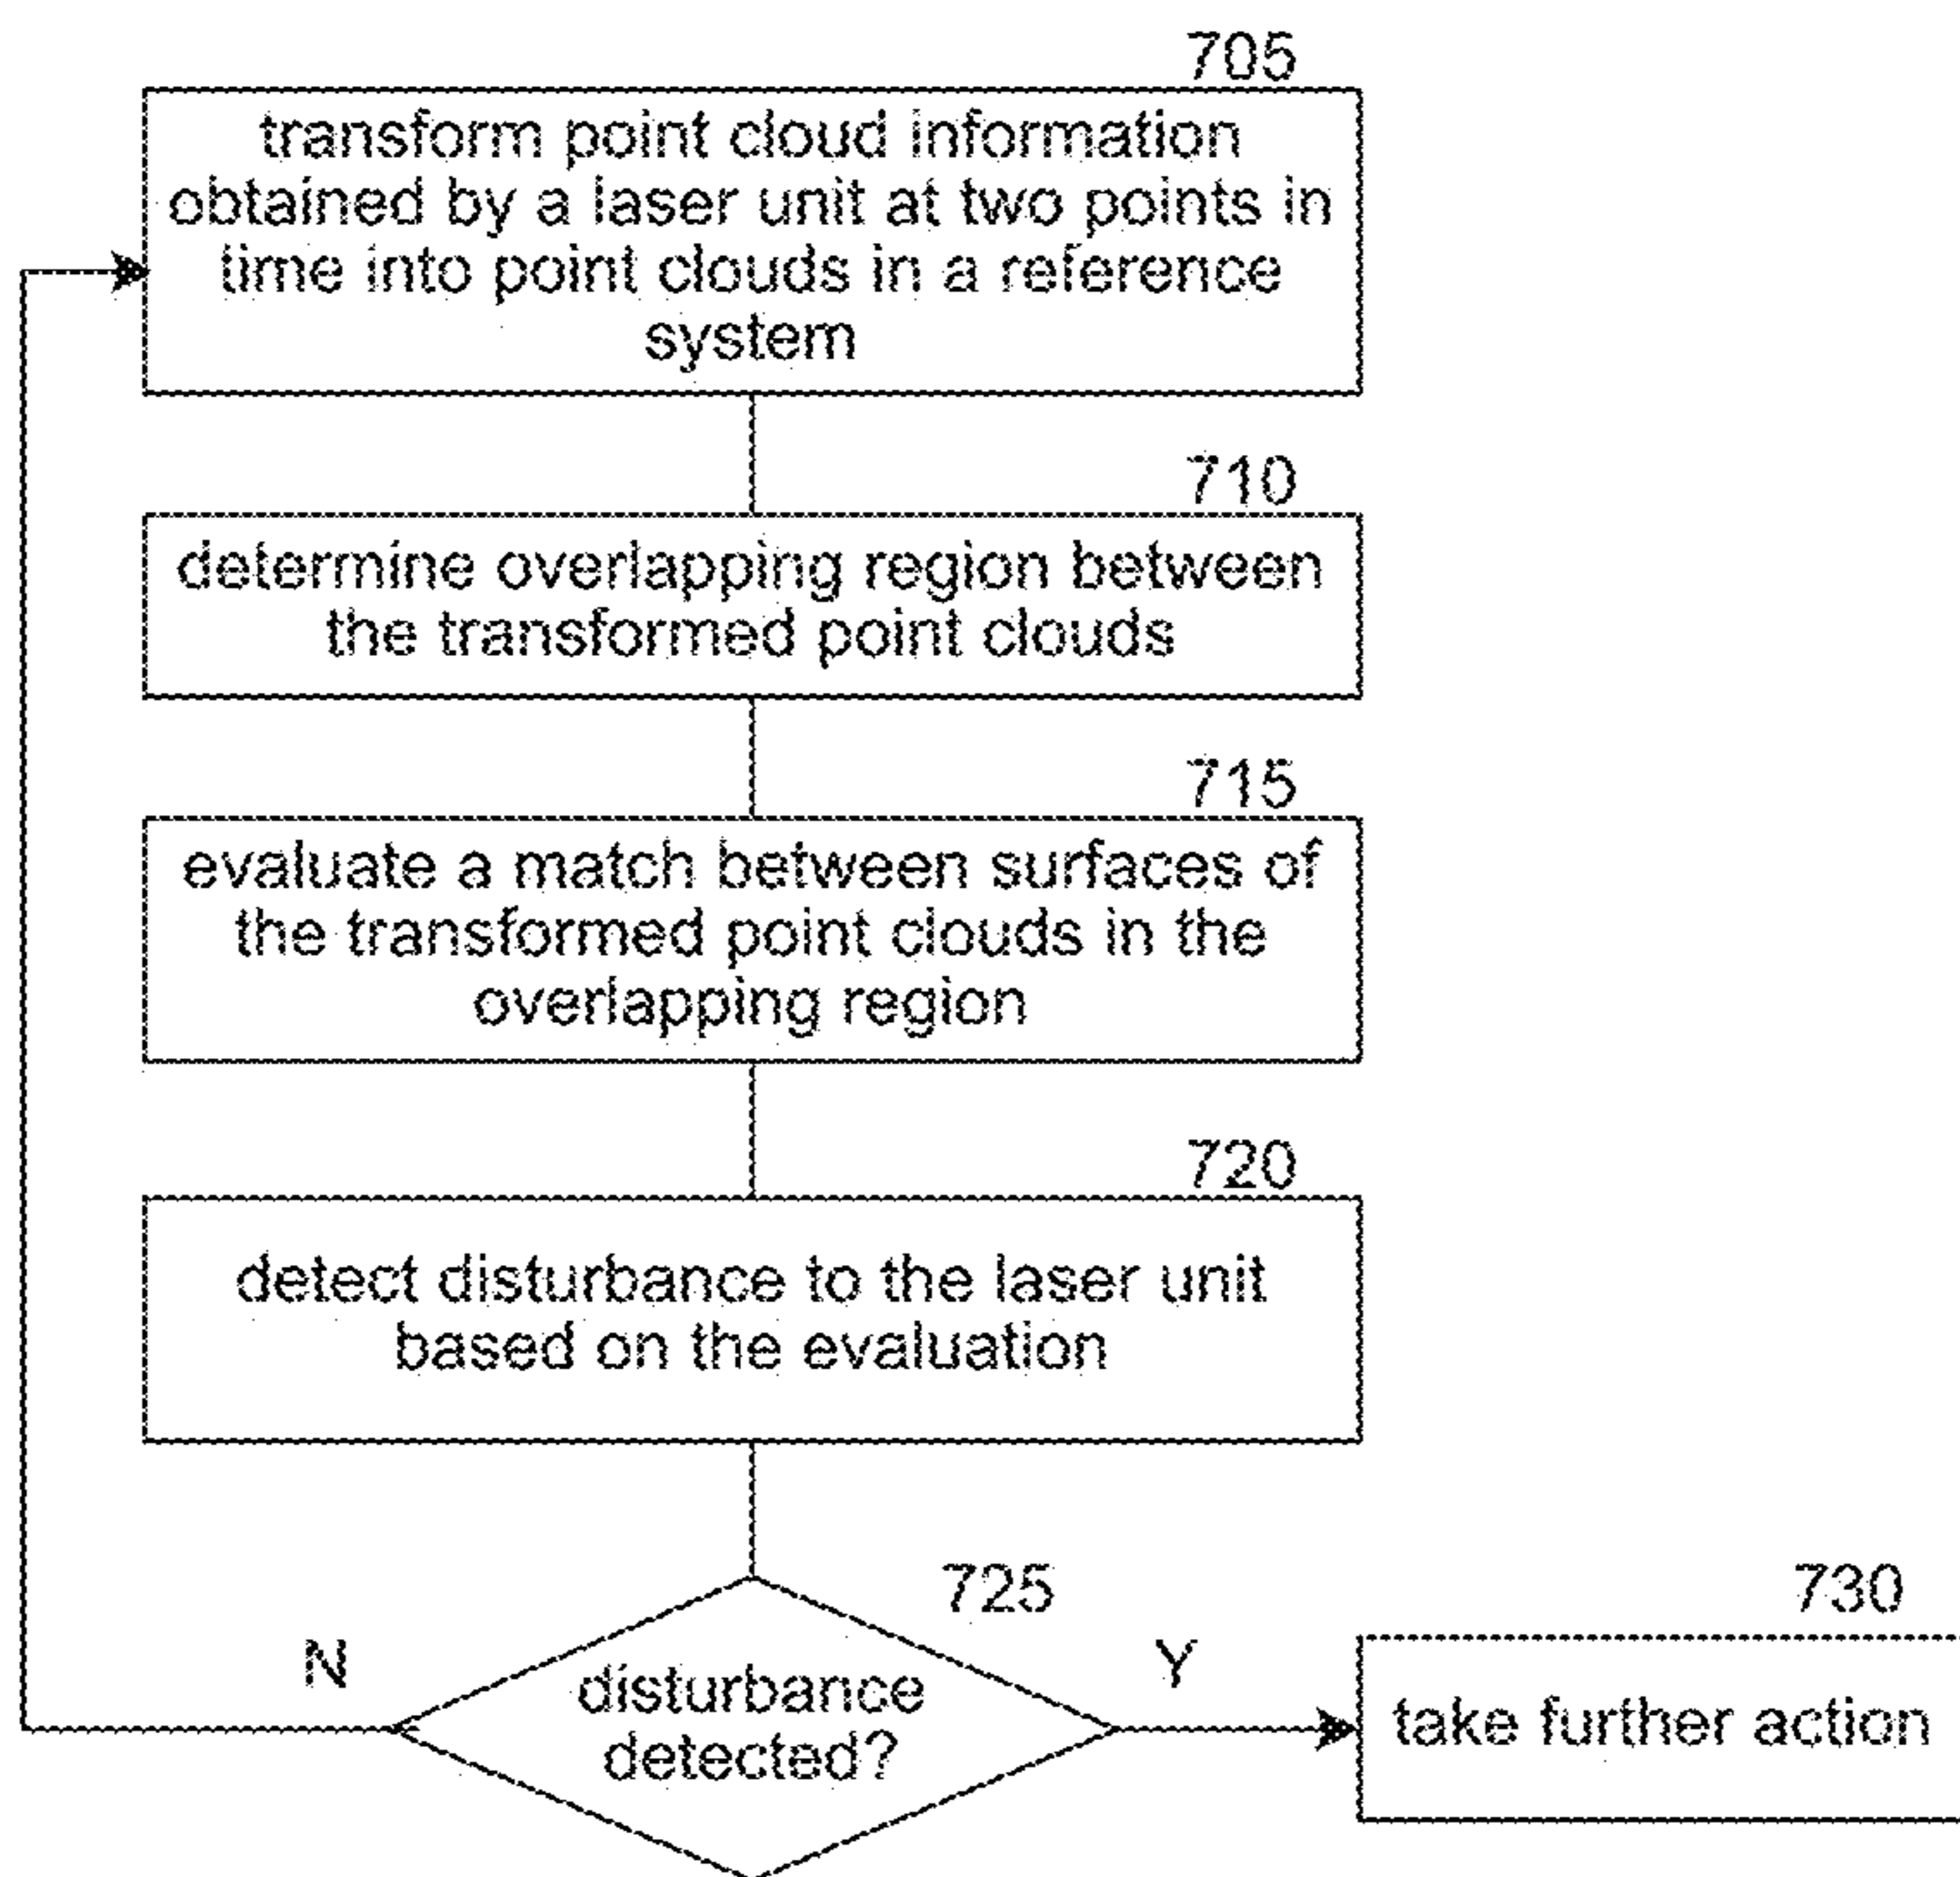 705
transform point cloud information
obtained by a laser unit at two points in
time into point clouds in a reference
system
710
determine overlapping region between
the transformed point clouds
715
evaluate a match between surfaces of
the transformed point clouds in the
overlapping region
720
detect disturbance to the laser unit
based on the evaluation
725
730
N
Y
disturbance
detected?
take further action